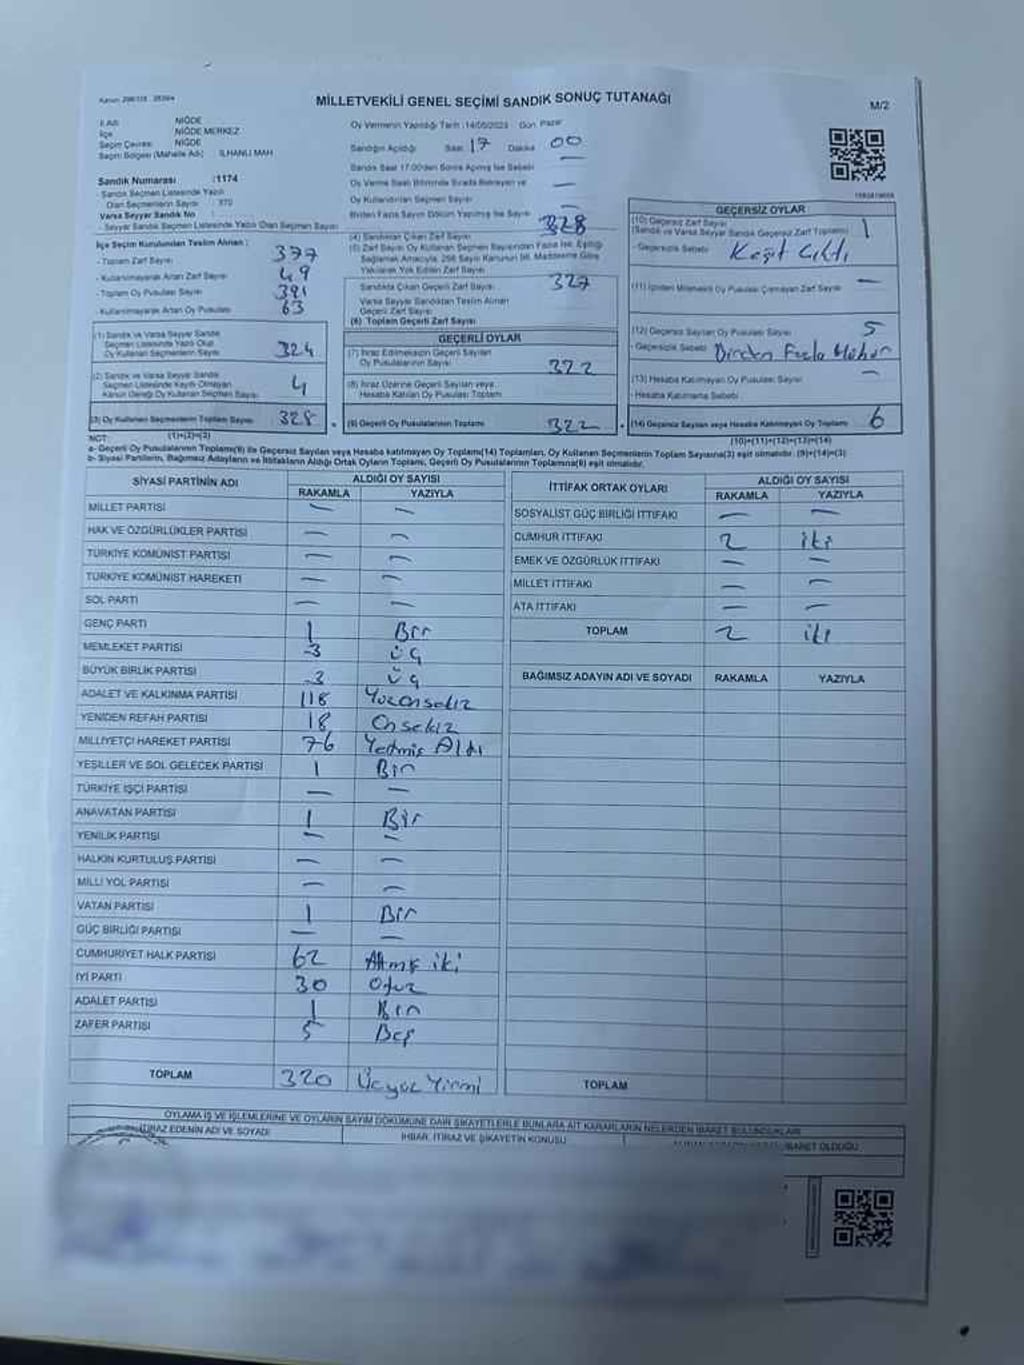 MİLLETVEKİLİ GENEL SEÇİMİ SANDIK SONUÇ TUTANAĞI
M/2
İl Adı : NİĞDE
İlçe : NİĞDE MERKEZ
Seçim Çevresi : NİĞDE
Seçim Bölgesi (Mahalle Adı) : İLHANLI MAH
Oy Vermenin Yapıldığı Tarih :14/05/2023 - Gün: Pazar
Sandığın Açıldığı Saat 17 Dakika 00
Sandık Saat 17.00'den Sonra Açılmış İse Sebebi —
Oy Kullandırılan Seçmen Sayısı —
Birden Fazla Sayım Döküm Yapılmış İse Sayısı —
Sandık Numarası :1174
- Sandık Seçmen Listesinde Yazılı
Olan Seçmenlerin Sayısı : 370
Varsa Seyyar Sandık No :
- Seyyar Sandık Seçmen Listesinde Yazılı Olan Seçmen Sayısı :
İlçe Seçim Kurulundan Teslim Alınan ;
- Toplam Zarf Sayısı 377
- Kullanılmayarak Artan Zarf Sayısı 49
- Toplam Oy Pusulası Sayısı 391
- Kullanılmayarak Artan Oy Pusulası 63
(1) Sandık ve Varsa Seyyar Sandık
Seçmen Listesinde Yazılı Olup
Oy Kullanan Seçmenlerin Sayısı 324
(2) Sandık ve Varsa Seyyar Sandık
Seçmen Listesinde Kayıtlı Olmayan
Kanun Gereği Oy Kullanan Seçmen Sayısı 4
(3) Oy Kullanan Seçmenlerin Toplam Sayısı 328
(1)+(2)=(3)
(4) Sandıktan Çıkan Zarf Sayısı 328
(5) Zarf Sayısı Oy Kullanan Seçmen Sayısından Fazla İse, Eşitliği
Sağlamak Amacıyla, 298 Sayılı Kanunun 98. Maddesine Göre
Yakılarak Yok Edilen Zarf Sayısı
Sandıkta Çıkan Geçerli Zarf Sayısı 327
Varsa Seyyar Sandıktan Teslim Alınan
Geçerli Zarf Sayısı
(6) Toplam Geçerli Zarf Sayısı
GEÇERLİ OYLAR
(7) İtiraz Edilmeksizin Geçerli Sayılan
Oy Pusulalarının Sayısı 322
(8) İtiraz Üzerine Geçerli Sayılan veya
Hesaba Katılan Oy Pusulası Toplamı
(9) Geçerli Oy Pusulalarının Toplamı 322
GEÇERSİZ OYLAR
(10) Geçersiz Zarf Sayısı
(Sandık ve Varsa Seyyar Sandık Geçersiz Zarf Toplamı) 1
- Geçersizlik Sebebi
(12) Geçersiz Sayılan Oy Pusulası Sayısı 5
- Geçersizlik Sebebi Birden Fazla Mühür
(13) Hesaba Katılmayan Oy Pusulası Sayısı —
- Hesaba Katılmama Sebebi
(14) Geçersiz Sayılan veya Hesaba Katılmayan Oy Toplamı 6
(10)+(11)+(12)+(13)=(14)
NOT:
a- Geçerli Oy Pusulalarının Toplamı(9) ile Geçersiz Sayılan veya Hesaba katılmayan Oy Toplamı(14) Toplamları, Oy Kullanan Seçmenlerin Toplam Sayısına(3) eşit olmalıdır. (9)+(14)=(3)
b- Siyasi Partilerin, Bağımsız Adayların ve İttifakların Aldığı Ortak Oyların Toplamı, Geçerli Oy Pusulalarının Toplamına(9) eşit olmalıdır.
SİYASİ PARTİNİN ADI ALDIĞI OY SAYISI
RAKAMLA YAZIYLA
MİLLET PARTİSİ — —
HAK VE ÖZGÜRLÜKLER PARTİSİ — —
TÜRKİYE KOMÜNİST PARTİSİ — —
TÜRKİYE KOMÜNİST HAREKETİ — —
SOL PARTİ — —
GENÇ PARTİ 1 Bir
MEMLEKET PARTİSİ 3 üç
BÜYÜK BİRLİK PARTİSİ 3 üç
ADALET VE KALKINMA PARTİSİ 118 Yüzonsekiz
YENİDEN REFAH PARTİSİ 18 Onsekiz
MİLLİYETÇİ HAREKET PARTİSİ 76 Yetmiş Altı
YEŞİLLER VE SOL GELECEK PARTİSİ 1 Bir
TÜRKİYE İŞÇİ PARTİSİ — —
ANAVATAN PARTİSİ 1 Bir
YENİLİK PARTİSİ — —
HALKIN KURTULUŞ PARTİSİ — —
MİLLİ YOL PARTİSİ — —
VATAN PARTİSİ 1 Bir
GÜÇ BİRLİĞİ PARTİSİ — —
CUMHURİYET HALK PARTİSİ 62 Altmış iki
İYİ PARTİ 30 Otuz
ADALET PARTİSİ 1 Bir
ZAFER PARTİSİ 5 Beş
TOPLAM 320 Üçyüz Yirmi
İTTİFAK ORTAK OYLARI ALDIĞI OY SAYISI
RAKAMLA YAZIYLA
SOSYALİST GÜÇ BİRLİĞİ İTTİFAKI — —
CUMHUR İTTİFAKI 2 iki
EMEK VE ÖZGÜRLÜK İTTİFAKI — —
MİLLET İTTİFAKI — —
ATA İTTİFAKI — —
TOPLAM 2 iki
BAĞIMSIZ ADAYIN ADI VE SOYADI RAKAMLA YAZIYLA
TOPLAM
OYLAMA İŞ VE İŞLEMLERİNE VE OYLARIN SAYIM DÖKÜMÜNE DAİR ŞİKAYETLERLE BUNLARA AİT KARARLARIN NELERDEN İBARET BULUNDUKLARI
İTİRAZ EDENİN ADI VE SOYADI
İHBAR, İTİRAZ VE ŞİKAYETİN KONUSU
İBARET OLDUĞU